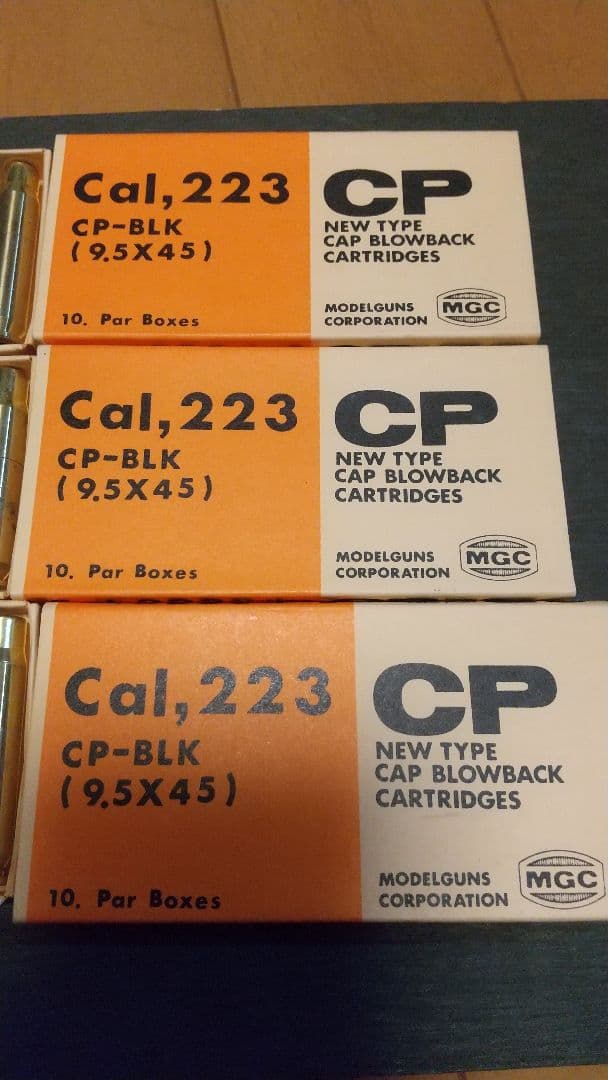 Cal,223
CP-BLK
(9.5X45)
10. Par Boxes
CP
NEW TYPE
CAP BLOWBACK
CARTRIDGES
MODELGUNS
CORPORATION
MGC
Cal,223
CP-BLK
(9.5X45)
10. Par Boxes
CP
NEW TYPE
CAP BLOWBACK
CARTRIDGES
MODELGUNS
CORPORATION
MGC
Cal,223
CP-BLK
(9.5X45)
10. Par Boxes
CP
NEW TYPE
CAP BLOWBACK
CARTRIDGES
MODELGUNS
CORPORATION
MGC